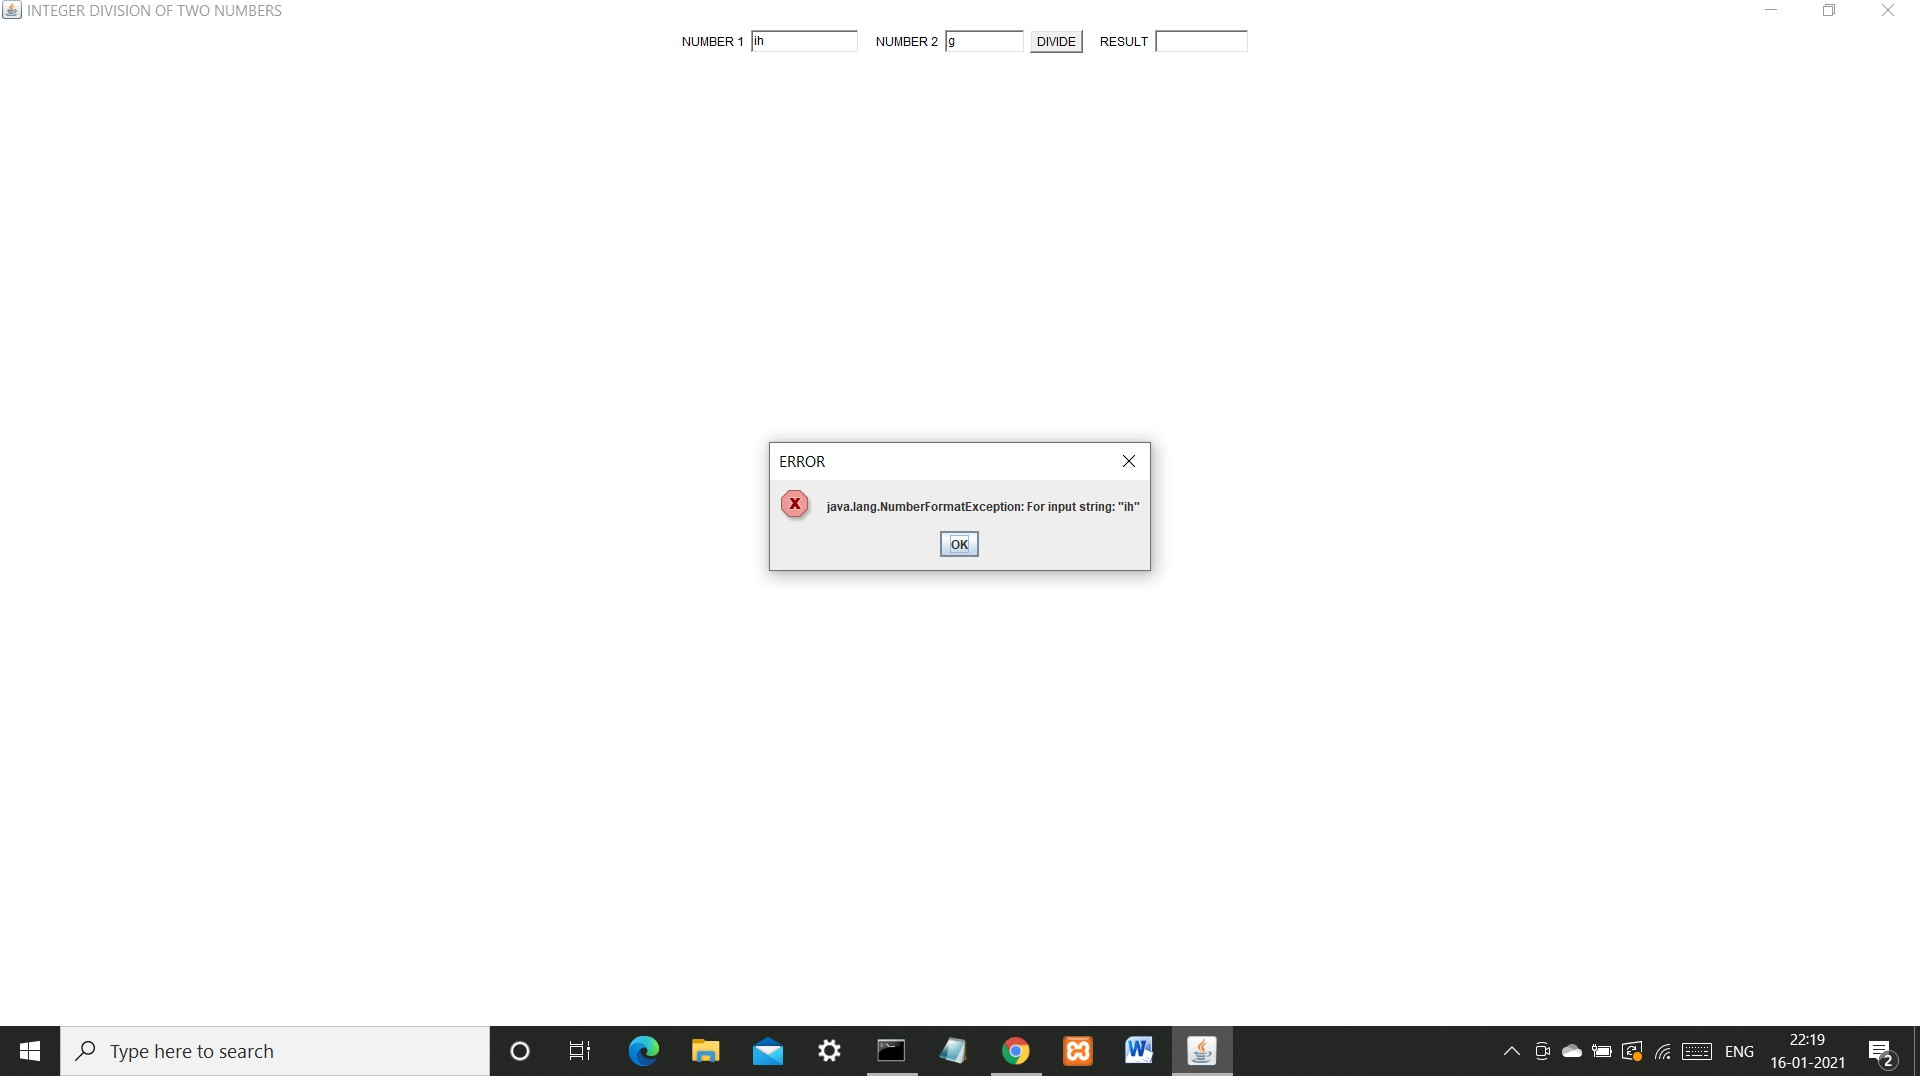 INTEGER DIVISION OF TWO NUMBERS
NUMBER 1 ih NUMBER 2 g DIVIDE RESULT
ERROR
java.lang.NumberFormatException: For input string: "ih"
OK
Type here to search
ENG
22:19
16-01-2021
2